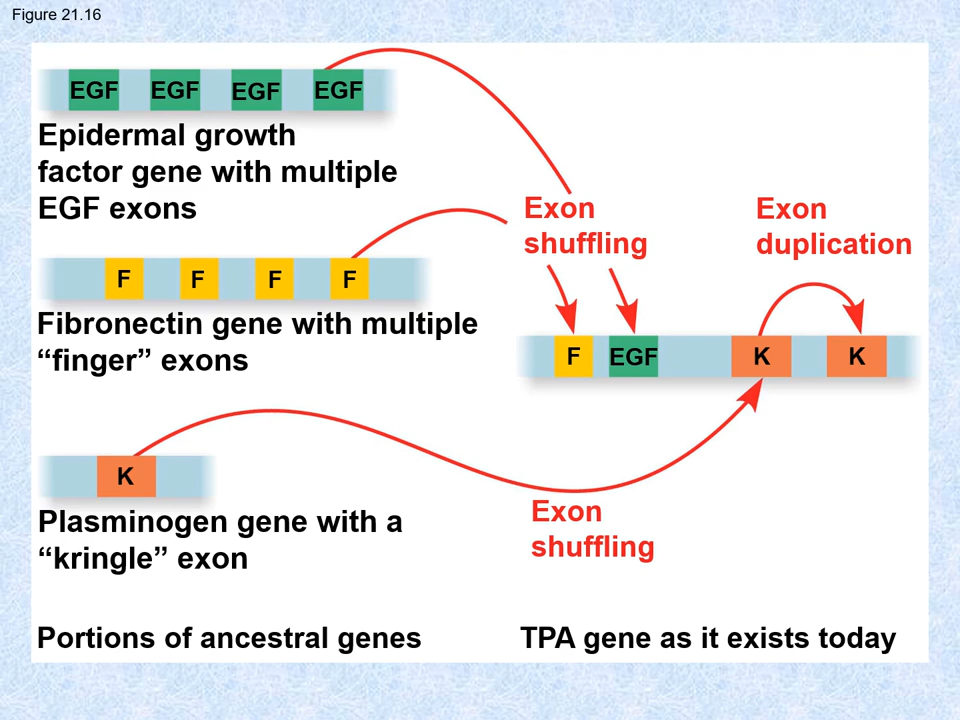 Figure 21.16
EGF EGF EGF EGF
Epidermal growth
factor gene with multiple
EGF exons
Exon
shuffling
Exon
duplication
F F F F
Fibronectin gene with multiple
“finger” exons
F EGF K K
K
Plasminogen gene with a
“kringle” exon
Exon
shuffling
Portions of ancestral genes
TPA gene as it exists today